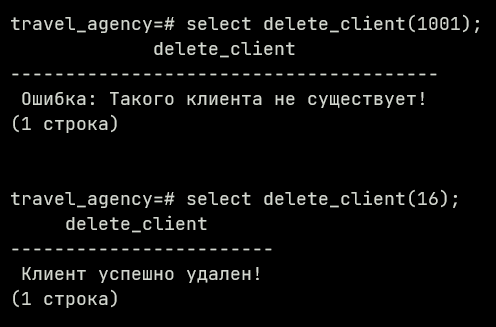 travel_agency=# select delete_client(1001);
delete_client
---------------------------------------
Ошибка: Такого клиента не существует!
(1 строка)
travel_agency=# select delete_client(16);
delete_client
------------------------
Клиент успешно удален!
(1 строка)